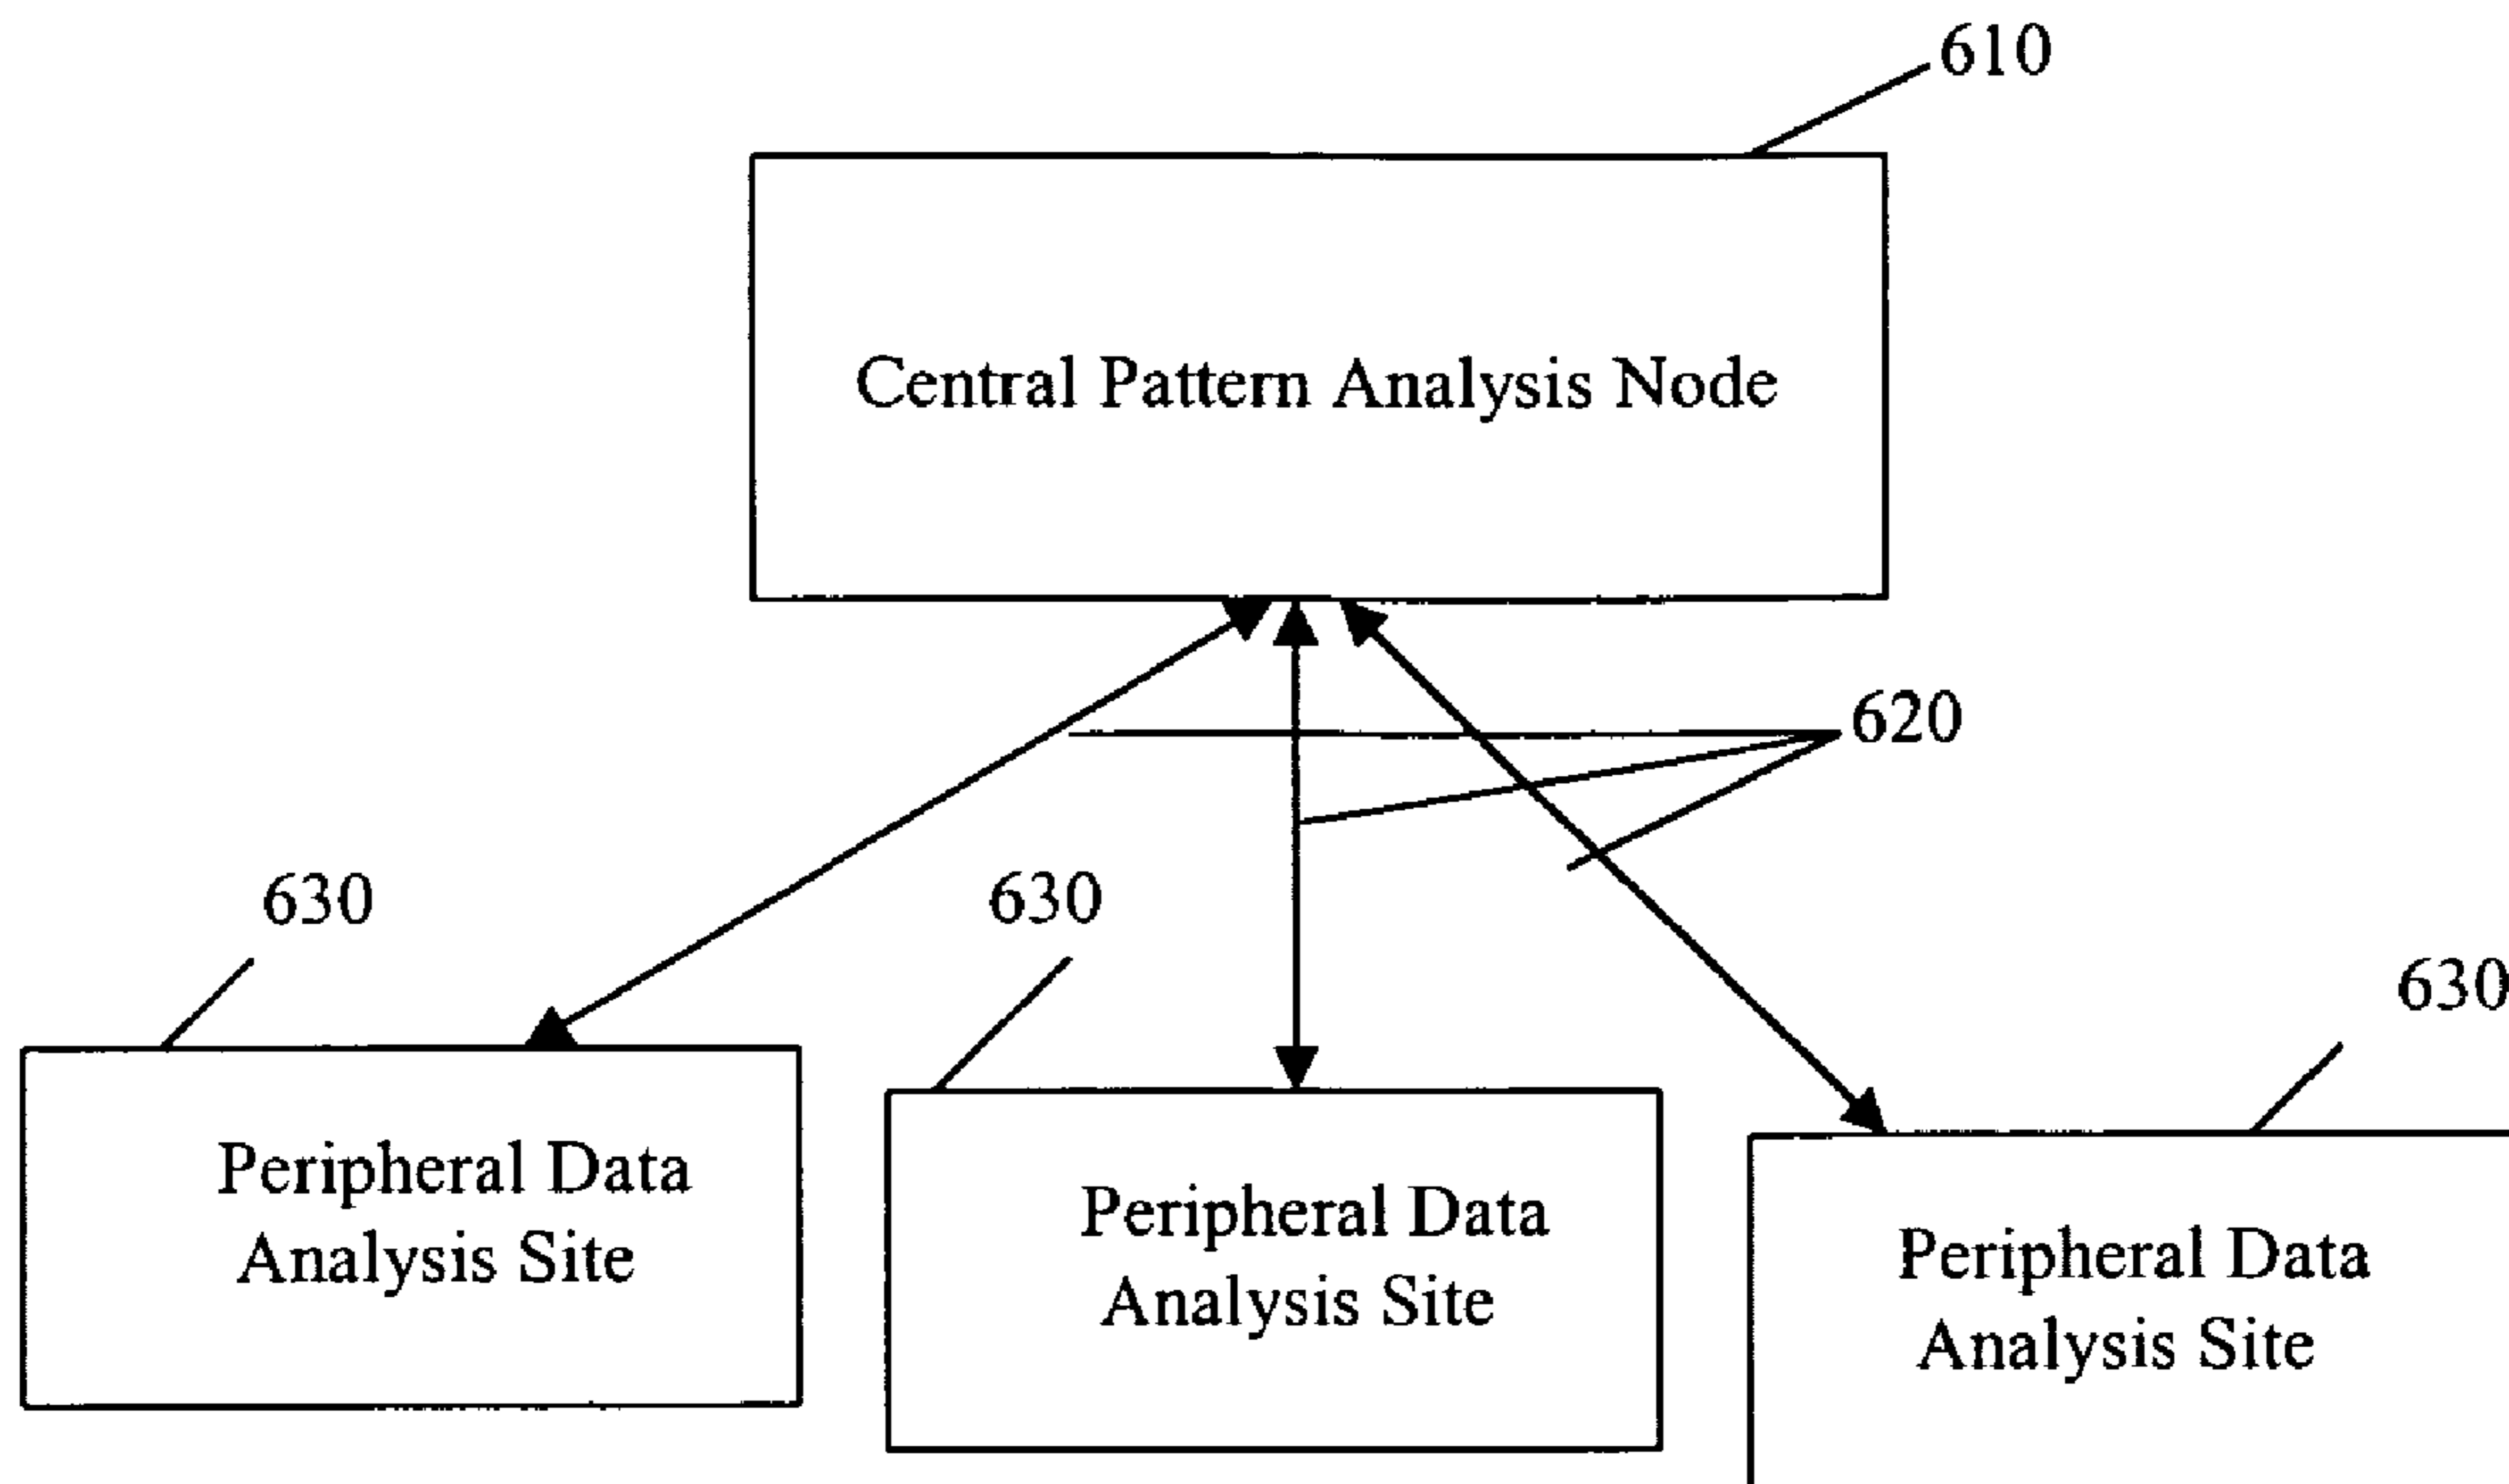 610
Central Pattern Analysis Node
620
630
630
630
Peripheral Data
Analysis Site
Peripheral Data
Analysis Site
Peripheral Data
Analysis Site